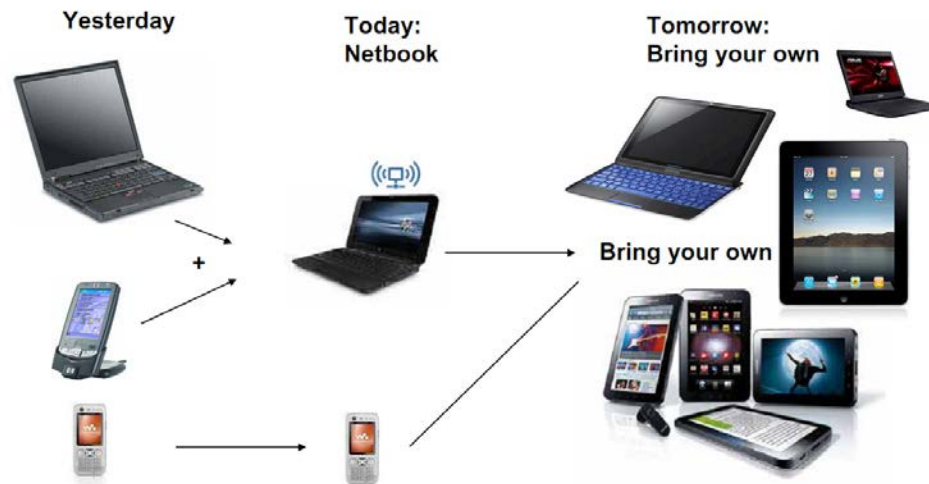 Yesterday
Today:
Netbook
Tomorrow:
Bring your own
+
Bring your own